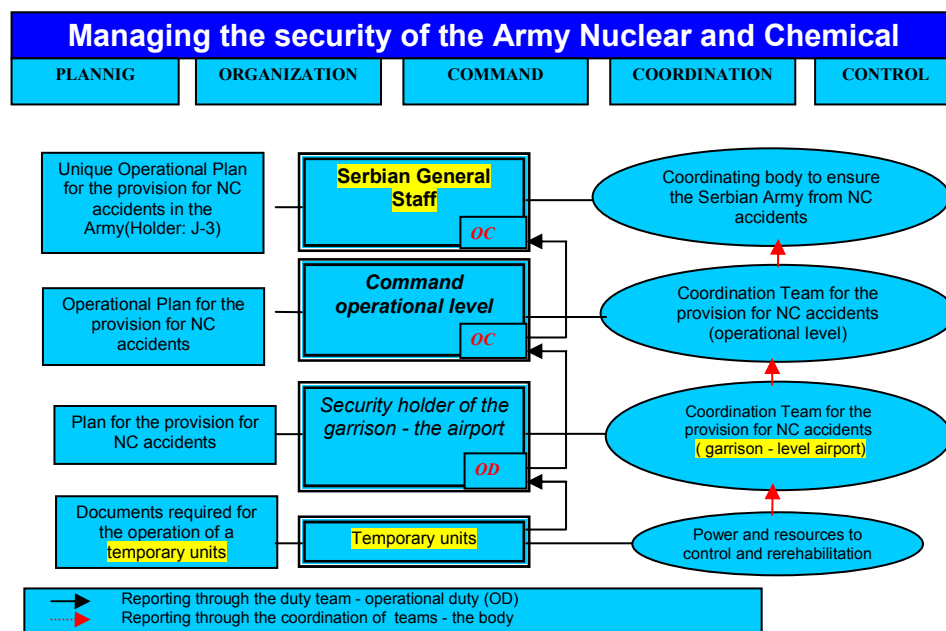 Managing the security of the Army Nuclear and Chemical
PLANNIG
ORGANIZATION
COMMAND
COORDINATION
CONTROL
Unique Operational Plan
for the provision for NC
accidents in the
Army(Holder: J-3)
Serbian General
Staff
OC
Coordinating body to ensure
the Serbian Army from NC
accidents
Operational Plan for the
provision for NC
accidents
Command
operational level
OC
Coordination Team for the
provision for NC accidents
(operational level)
Plan for the provision for
NC accidents
Security holder of the
garrison - the airport
OD
Coordination Team for the
provision for NC accidents
( garrison - level airport)
Documents required for
the operation of a
temporary units
Temporary units
Power and resources to
control and rerehabilitation
Reporting through the duty team - operational duty (OD)
Reporting through the coordination of teams - the body